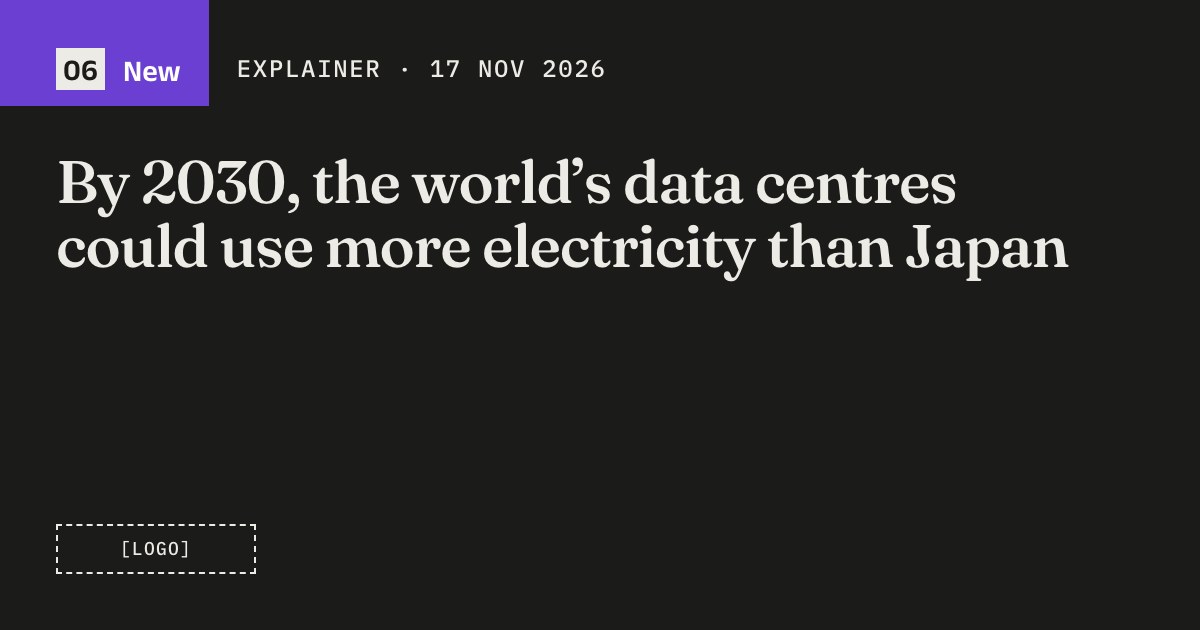 06 New
EXPLAINER · 17 NOV 2026
By 2030, the world’s data centres
could use more electricity than Japan
[LOGO]